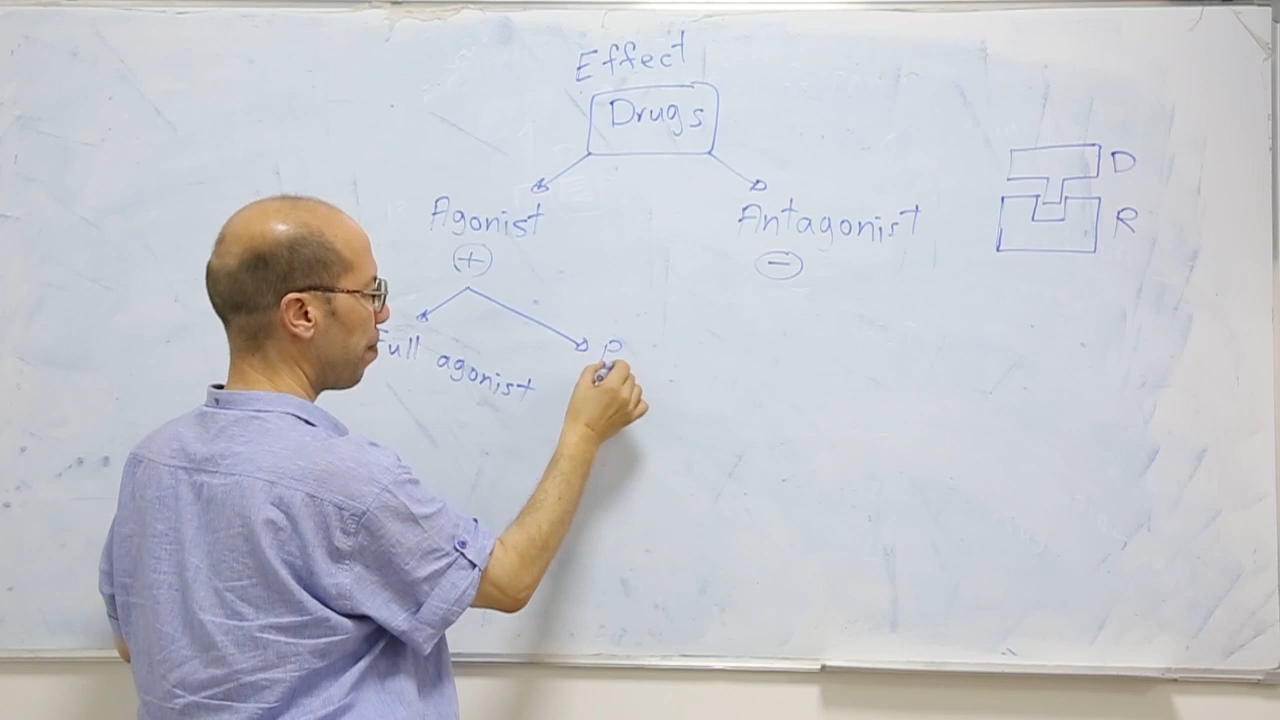 Effect
Drugs
Agonist
Antagonist
+
−
Full agonist
P
D
R